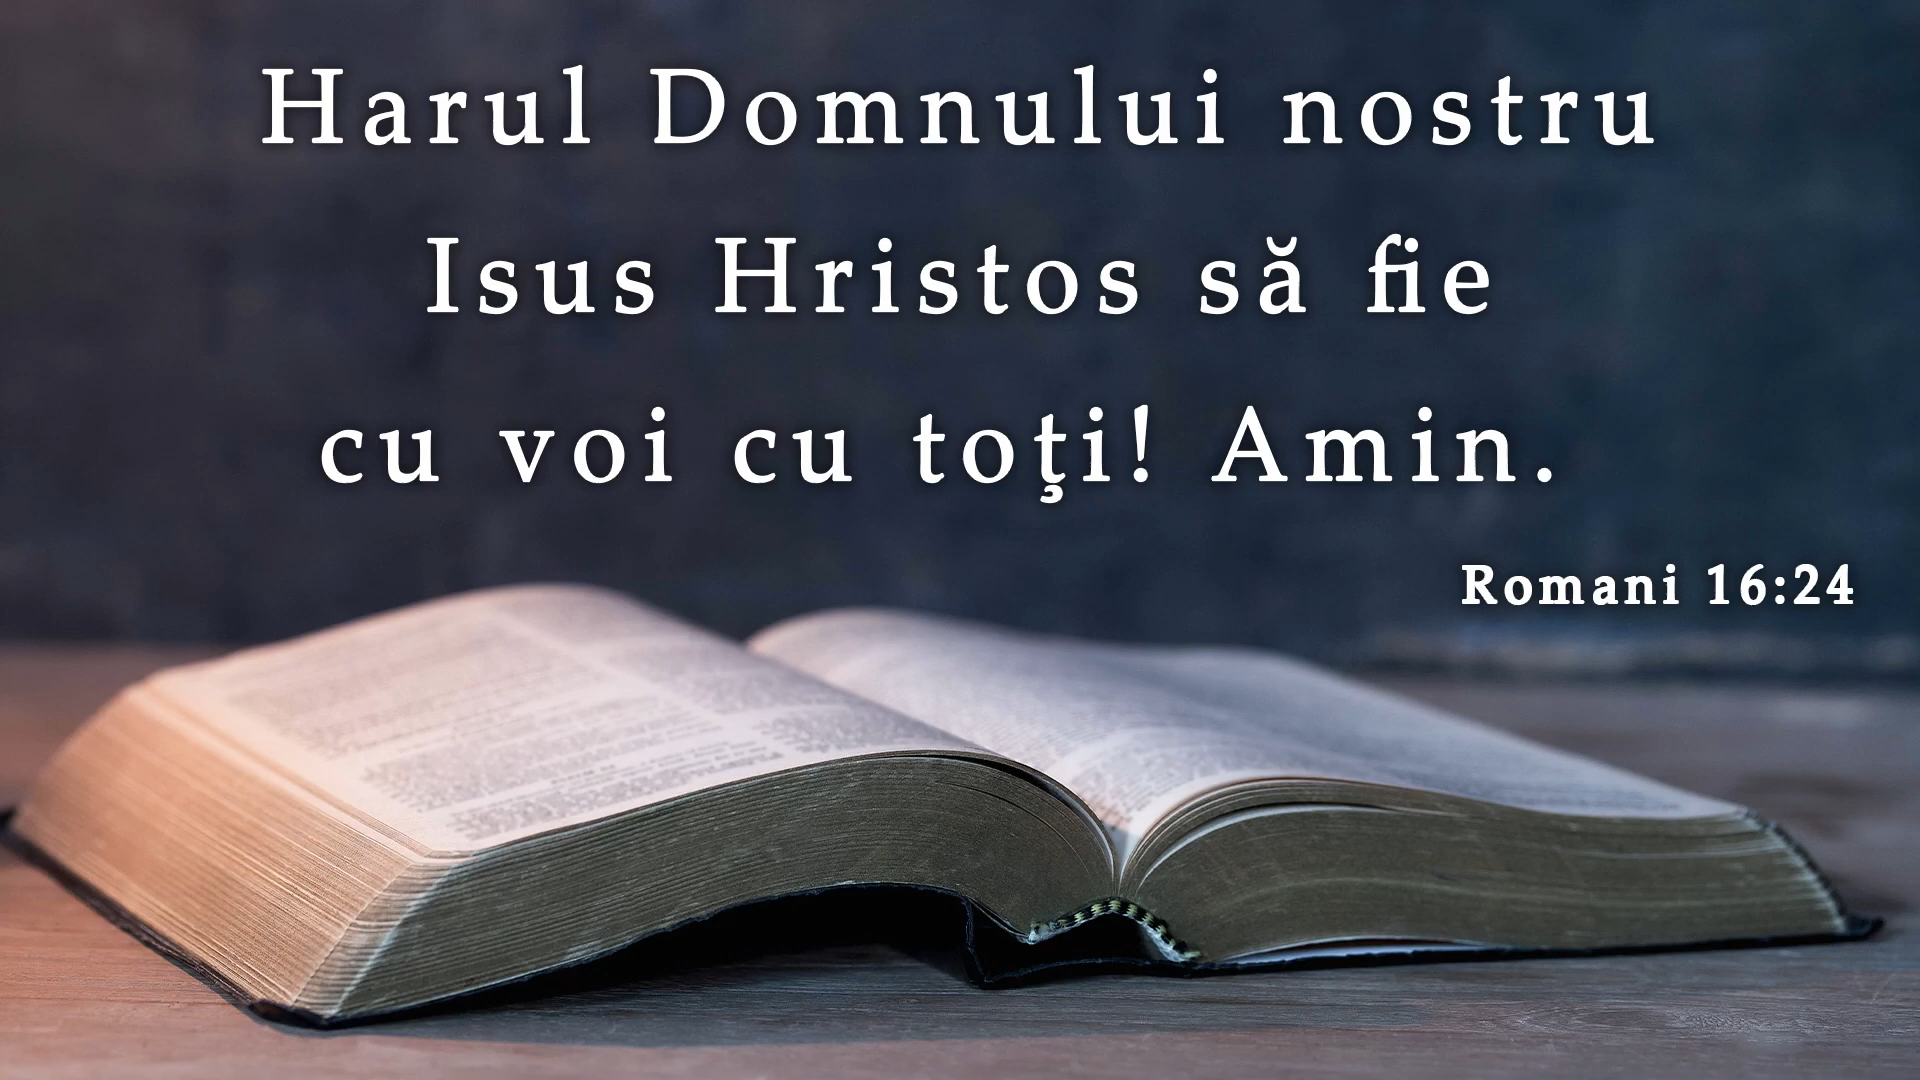 Harul Domnului nostru
Isus Hristos să fie
cu voi cu toţi! Amin.
Romani 16:24